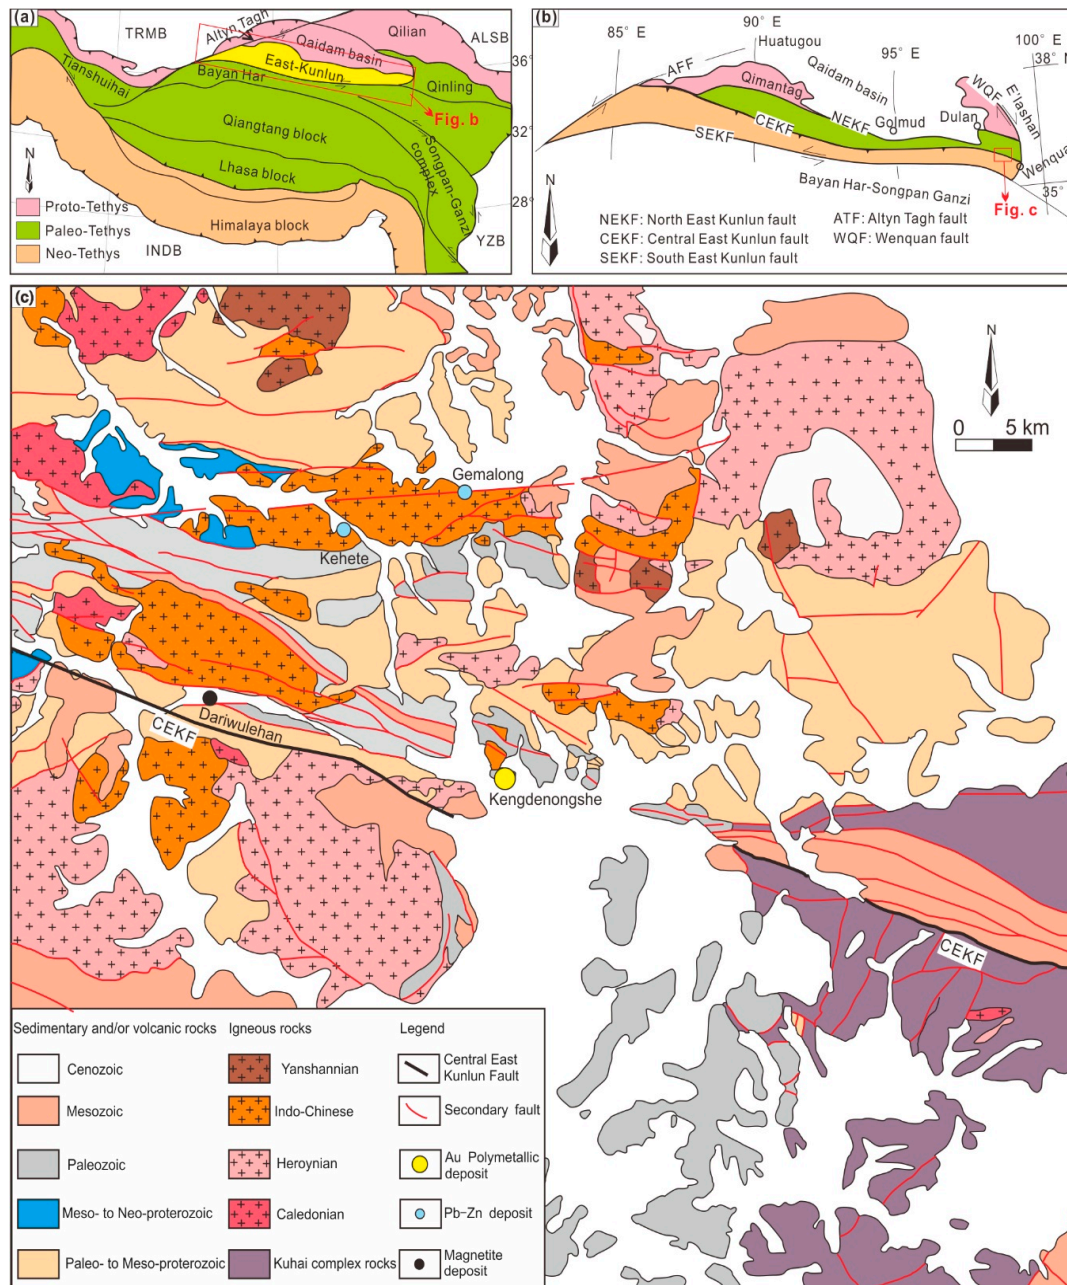 (a)
TRMB
Altyn Tagh
Qaidam basin
Qilian
ALSB
36°
East-Kunlun
Bayan Har
Tianshuihai
Qinling
Fig. b
Qiangtang block
32°
Songpan-Ganzi
complex
Lhasa block
N
28°
Proto-Tethys
Paleo-Tethys
Neo-Tethys
Himalaya block
INDB
YZB
(b)
85° E
90° E
95° E
100° E
38° N
Huatugou
AFF
Qaidam basin
Qimantag
WQF
E'lashan
NEKF
Golmud
Dulan
CEKF
SEKF
Wenquan
Bayan Har-Songpan Ganzi
35°
N
Fig. c
NEKF: North East Kunlun fault
ATF: Altyn Tagh fault
CEKF: Central East Kunlun fault
WQF: Wenquan fault
SEKF: South East Kunlun fault
(c)
N
0 5 km
Gemalong
Kehete
Dariwulehan
CEKF
Kengdenongshe
CEKF
Sedimentary and/or volcanic rocks
Igneous rocks
Legend
Cenozoic
Yanshannian
Central East
Kunlun Fault
Mesozoic
Indo-Chinese
Secondary fault
Paleozoic
Heroynian
Au Polymetallic
deposit
Meso- to Neo-proterozoic
Caledonian
Pb-Zn deposit
Paleo- to Meso-proterozoic
Kuhai complex rocks
Magnetite
deposit